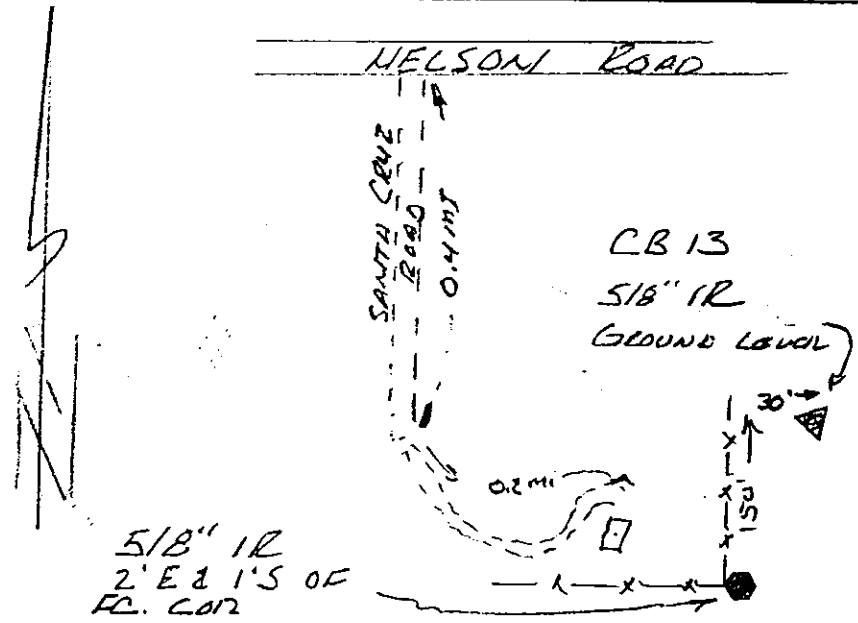 NELSON ROAD
SANTA CRUZ
ROAD
0.4 MI
CB 13
5/8" IR
GROUND LEVEL
30'
150'
0.2 MI
5/8" IR
2' E & 1' S OF
FC. COR
N